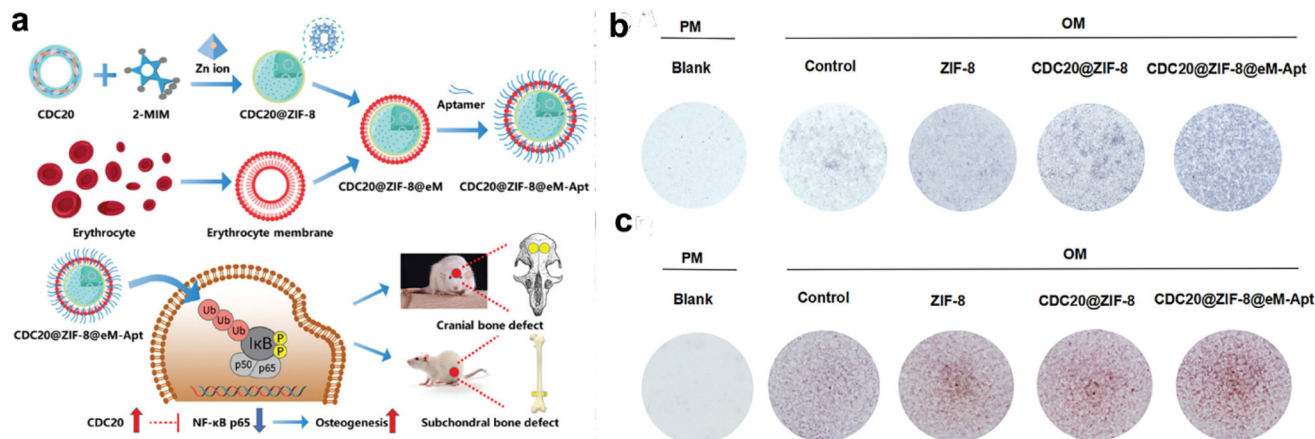 a
CDC20
2-MIM
Zn ion
CDC20@ZIF-8
Aptamer
CDC20@ZIF-8@eM
CDC20@ZIF-8@eM-Apt
Erythrocyte
Erythrocyte membrane
CDC20@ZIF-8@eM-Apt
Ub
Ub
Ub
IκB
P
P
p50
p65
Cranial bone defect
Subchondral bone defect
CDC20
NF-κB p65
Osteogenesis
b
PM
OM
Blank
Control
ZIF-8
CDC20@ZIF-8
CDC20@ZIF-8@eM-Apt
c
PM
OM
Blank
Control
ZIF-8
CDC20@ZIF-8
CDC20@ZIF-8@eM-Apt